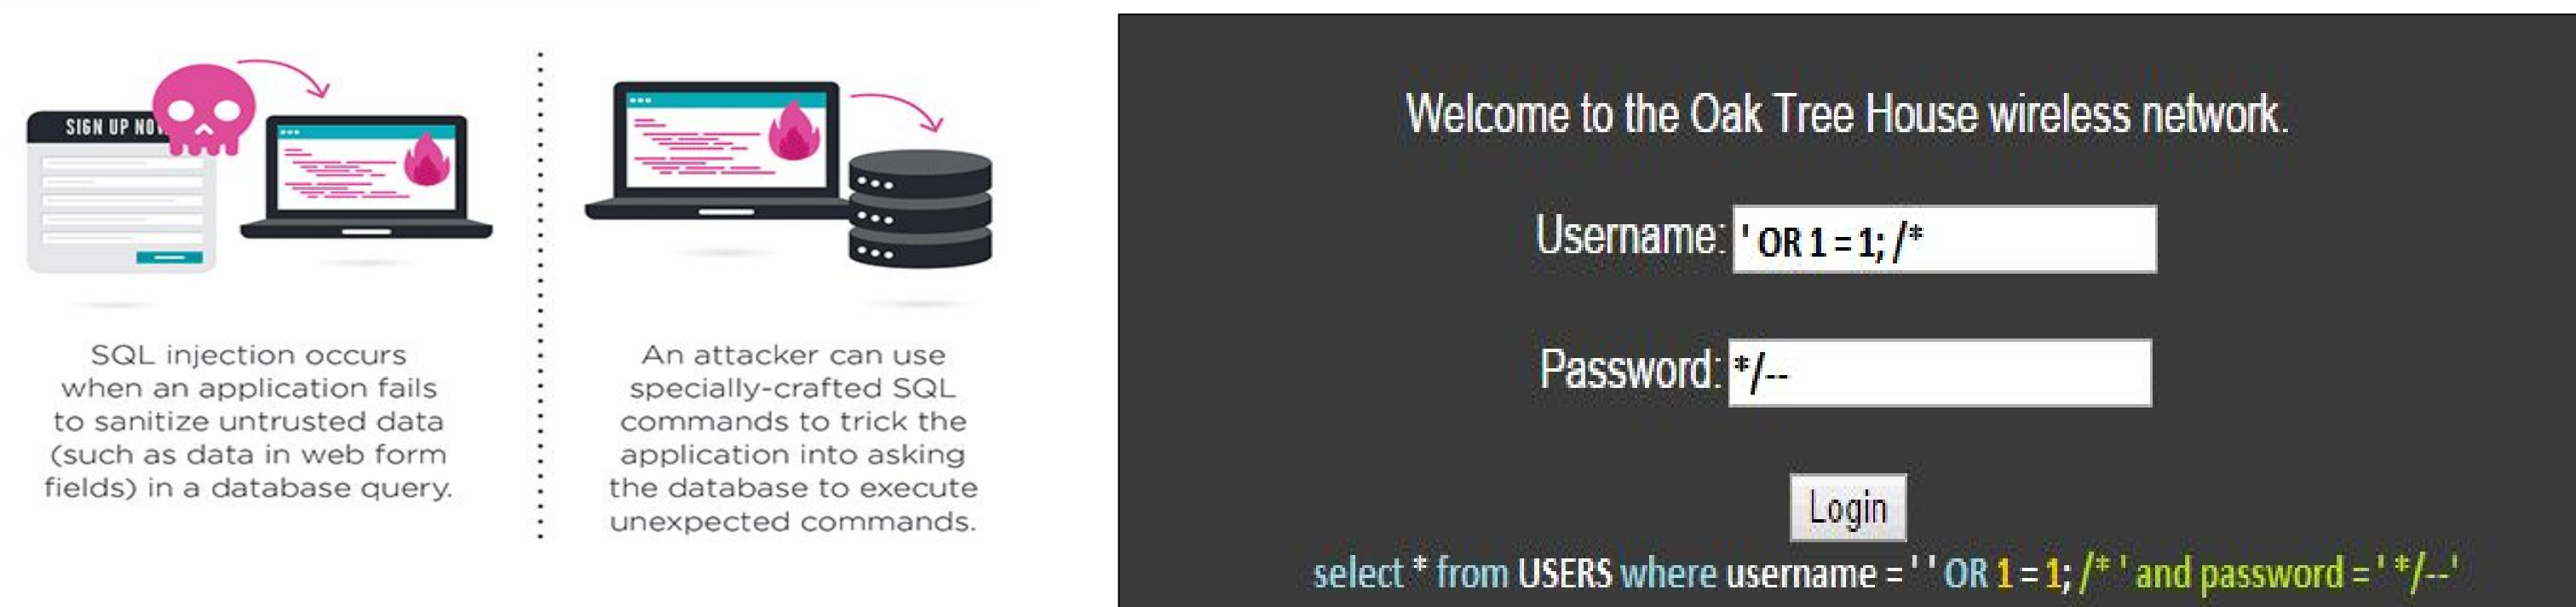 SIGN UP NOW
SQL injection occurs
when an application fails
to sanitize untrusted data
(such as data in web form
fields) in a database query.
An attacker can use
specially-crafted SQL
commands to trick the
application into asking
the database to execute
unexpected commands.
Welcome to the Oak Tree House wireless network.
Username: ' OR 1 = 1; /*
Password: */--
Login
select * from USERS where username = ' ' OR 1 = 1; /* ' and password = ' */--'